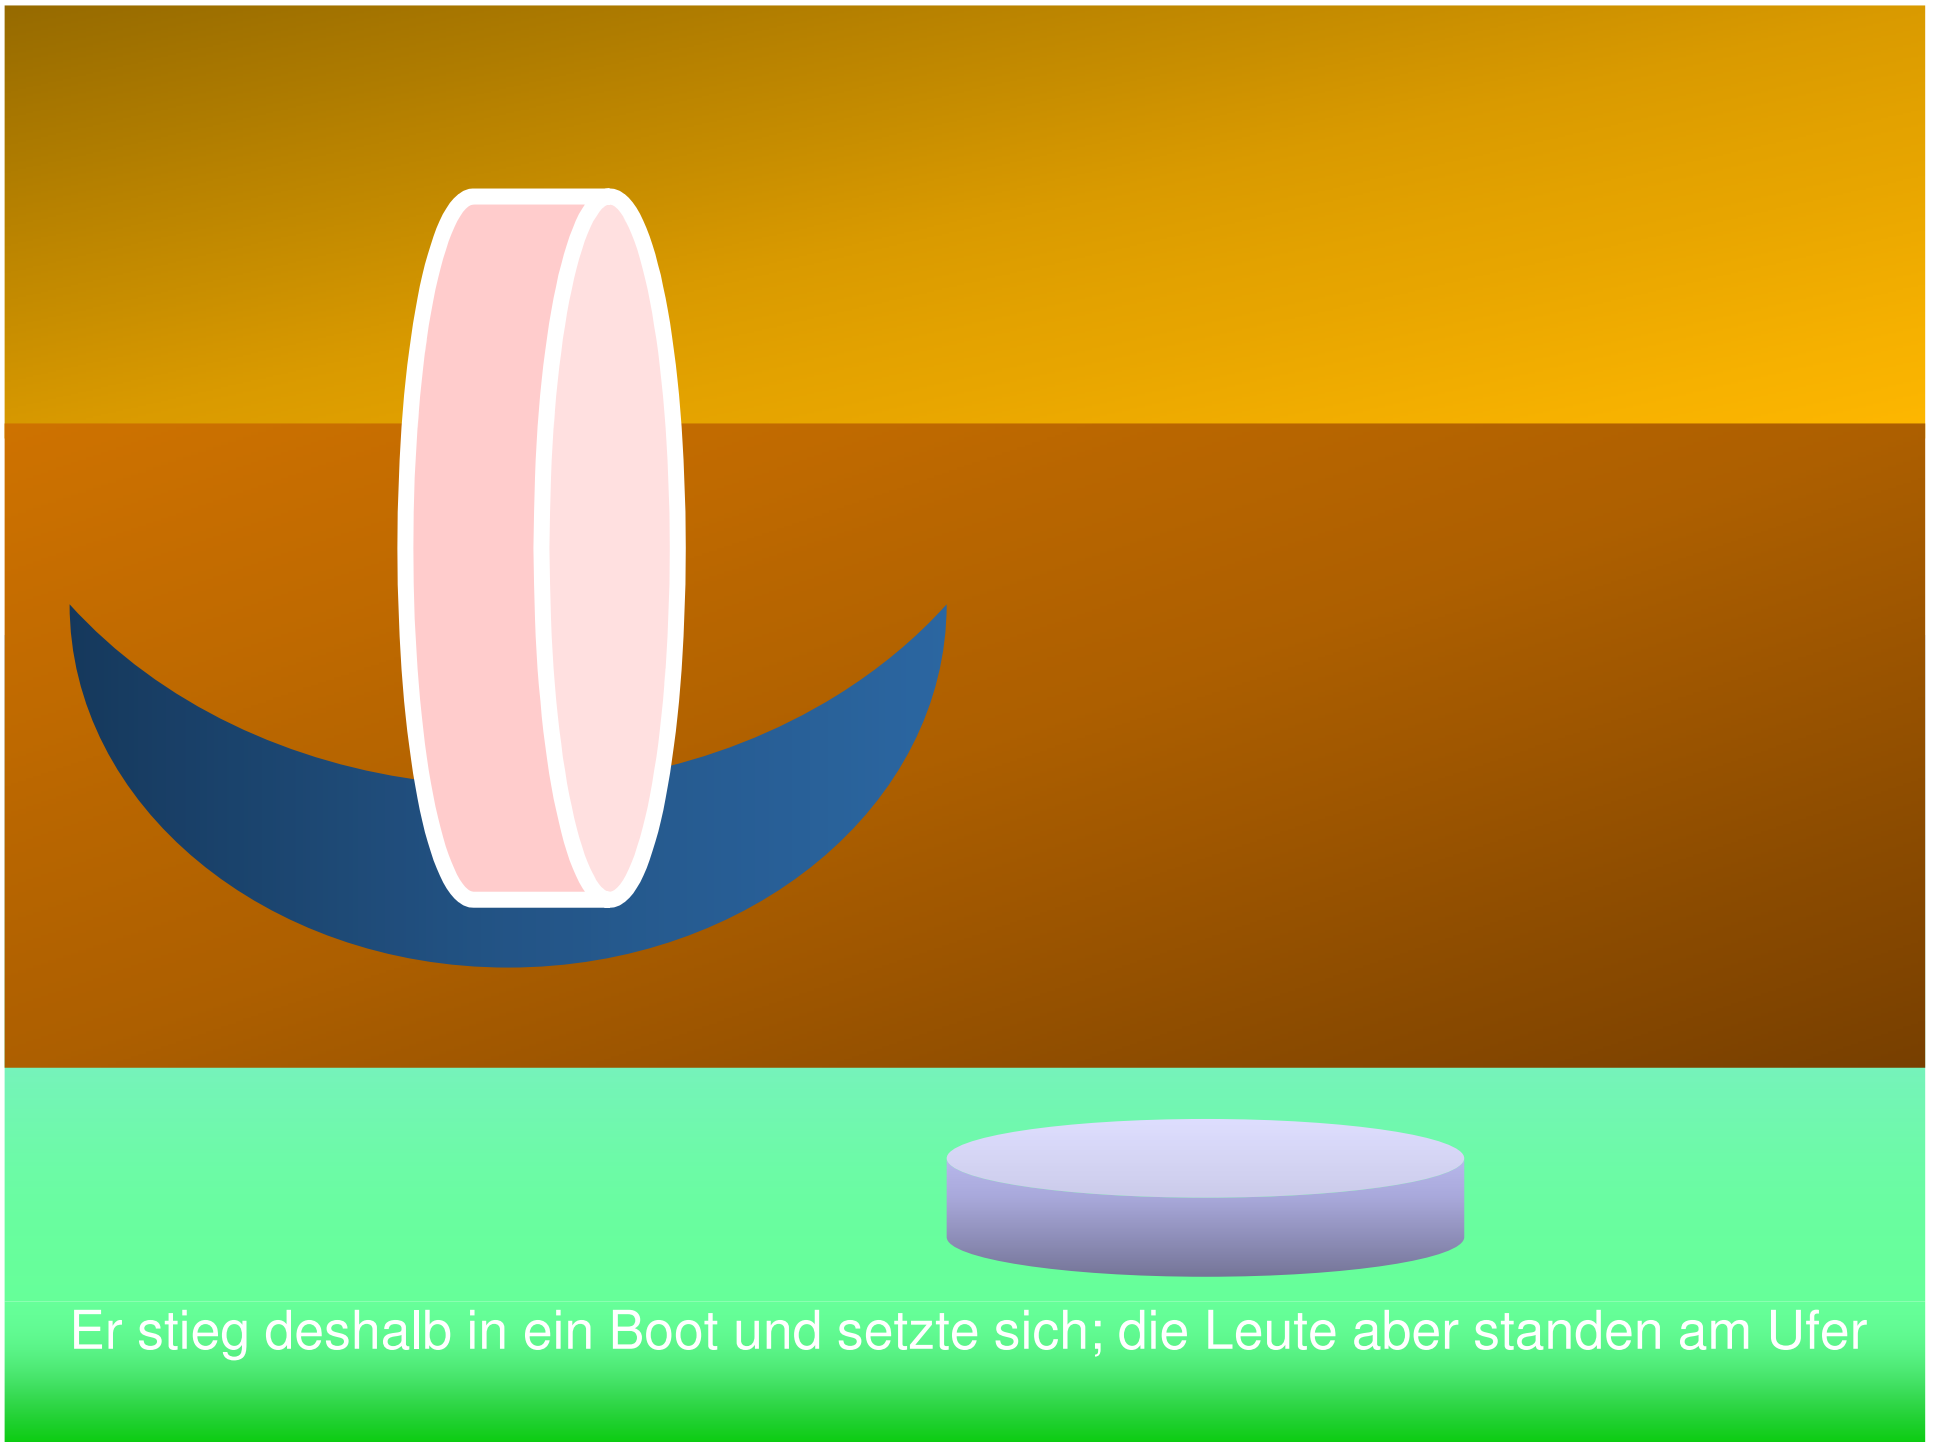 Er stieg deshalb in ein Boot und setzte sich; die Leute aber standen am Ufer